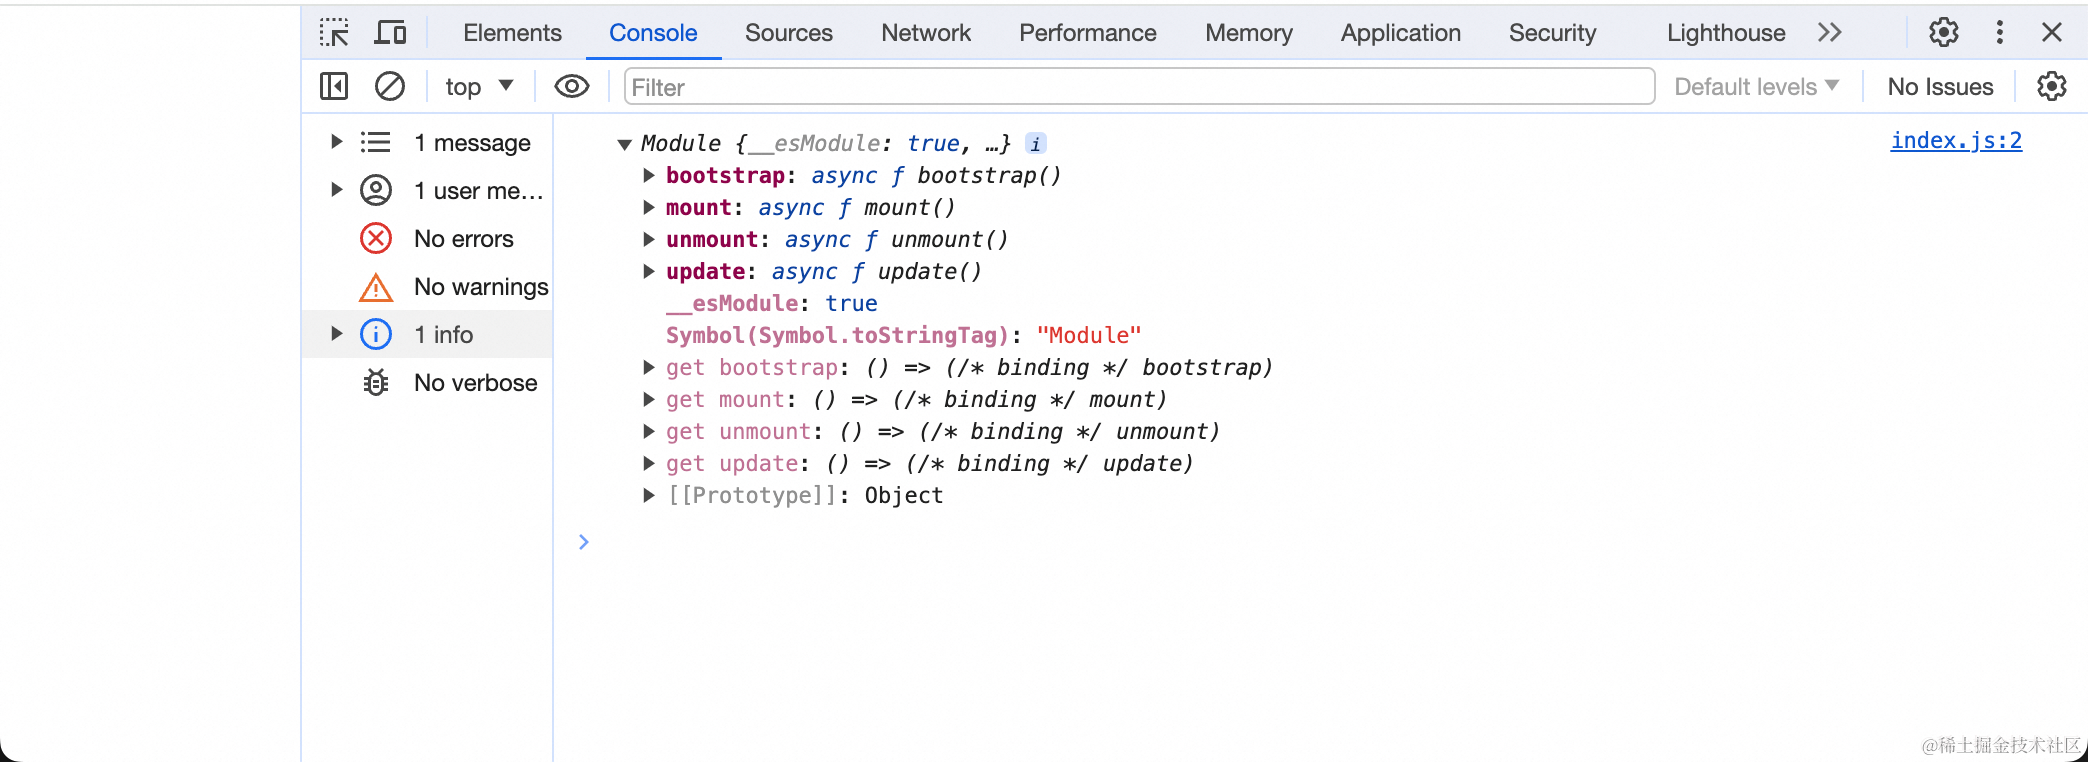 Elements Console Sources Network Performance Memory Application Security Lighthouse
top Filter Default levels No Issues
1 message
1 user me…
No errors
No warnings
1 info
No verbose
Module {__esModule: true, …} i index.js:2
bootstrap: async ƒ bootstrap()
mount: async ƒ mount()
unmount: async ƒ unmount()
update: async ƒ update()
__esModule: true
Symbol(Symbol.toStringTag): "Module"
get bootstrap: () => (/* binding */ bootstrap)
get mount: () => (/* binding */ mount)
get unmount: () => (/* binding */ unmount)
get update: () => (/* binding */ update)
[[Prototype]]: Object
@稀土掘金技术社区